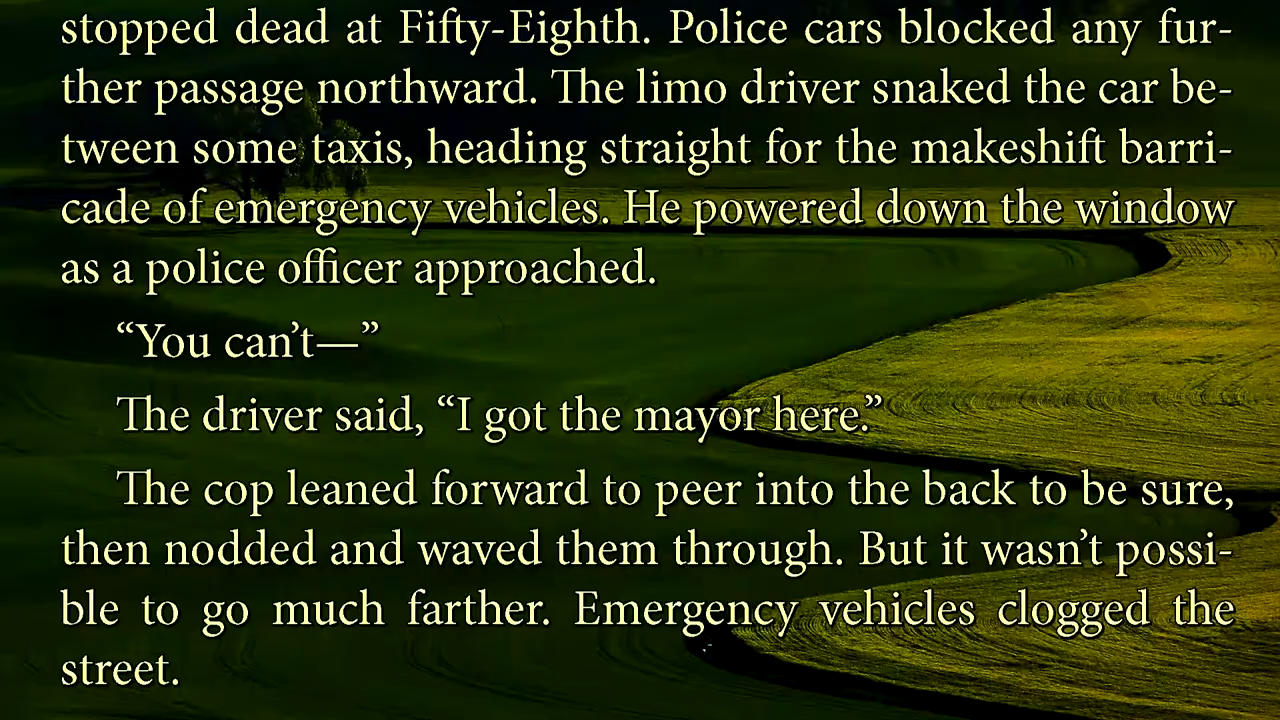 stopped dead at Fifty-Eighth. Police cars blocked any fur-
ther passage northward. The limo driver snaked the car be-
tween some taxis, heading straight for the makeshift barri-
cade of emergency vehicles. He powered down the window
as a police officer approached.
“You can’t—”
The driver said, “I got the mayor here.”
The cop leaned forward to peer into the back to be sure,
then nodded and waved them through. But it wasn’t possi-
ble to go much farther. Emergency vehicles clogged the
street.